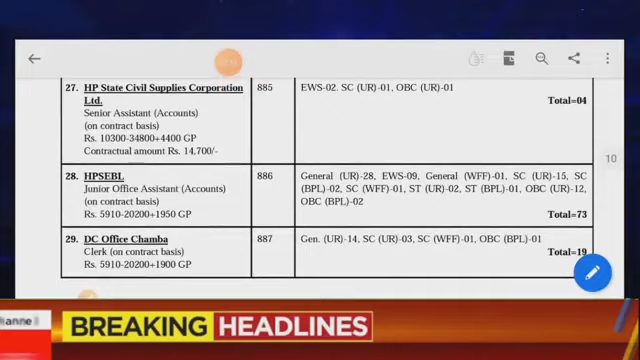 27. HP State Civil Supplies Corporation
Ltd.
Senior Assistant (Accounts)
(on contract basis)
Rs. 10300-34800+4400 GP
Contractual amount Rs. 14,700/-
885
EWS-02. SC (UR)-01, OBC (UR)-01
Total=04
28. HPSEBL
Junior Office Assistant (Accounts)
(on contract basis)
Rs. 5910-20200+1950 GP
886
General (UR)-28, EWS-09, General (WFF)-01, SC (UR)-15, SC
(BPL)-02, SC (WFF)-01, ST (UR)-02, ST (BPL)-01, OBC (UR)-12,
OBC (BPL)-02
Total=73
29. DC Office Chamba
Clerk (on contract basis)
Rs. 5910-20200+1900 GP
887
Gen. (UR)-14, SC (UR)-03, SC (WFF)-01, OBC (BPL)-01
Total=19
10
hannel
BREAKING HEADLINES